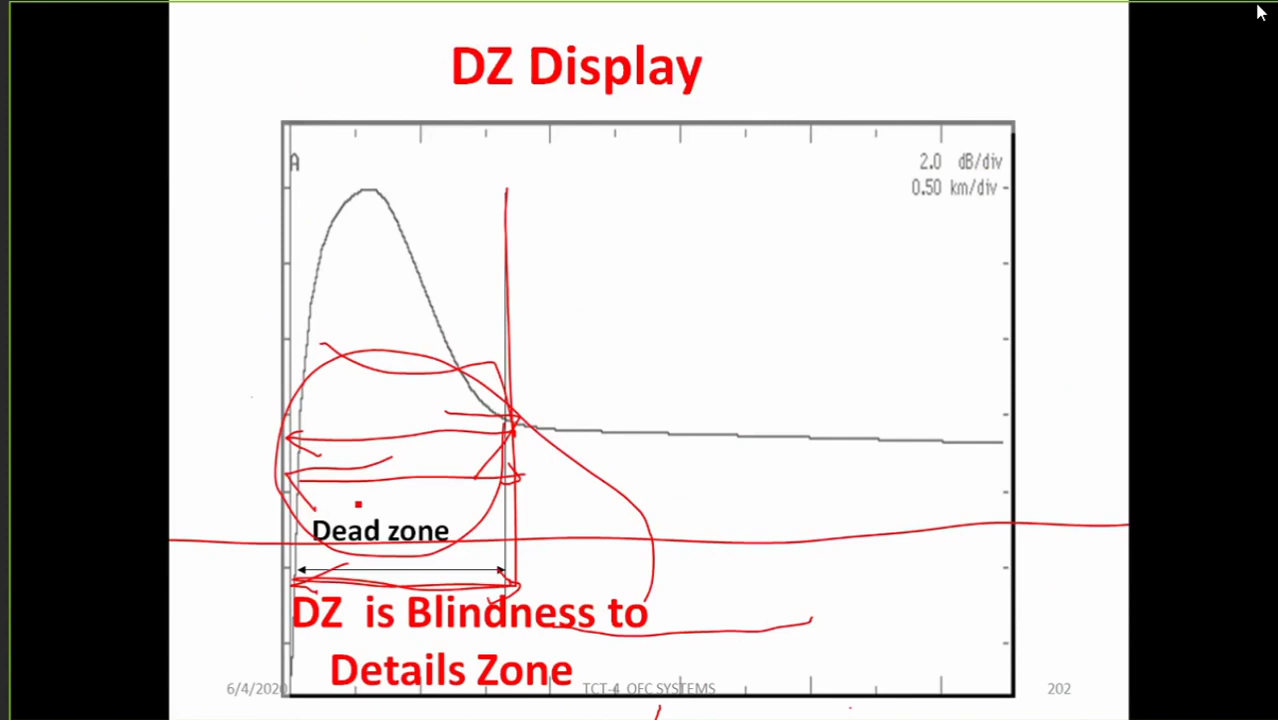 DZ Display
A
2.0 dB/div
0.50 km/div
Dead zone
DZ is Blindness to
Details Zone
6/4/2020
TCT-4 OFC SYSTEMS
202